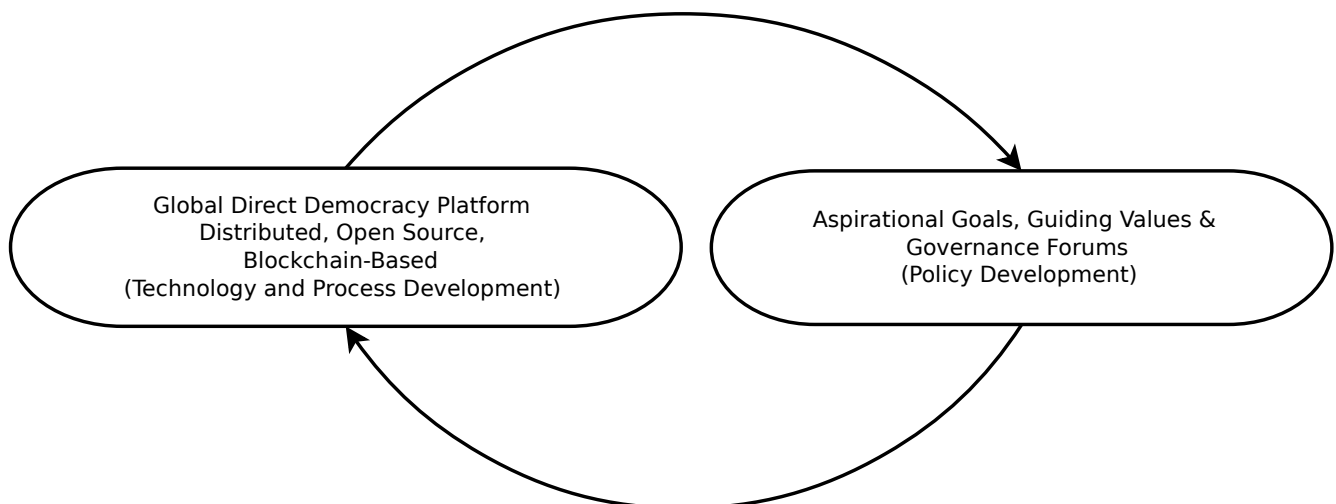 Global Direct Democracy Platform
Distributed, Open Source,
Blockchain-Based
(Technology and Process Development)
Aspirational Goals, Guiding Values &
Governance Forums
(Policy Development)